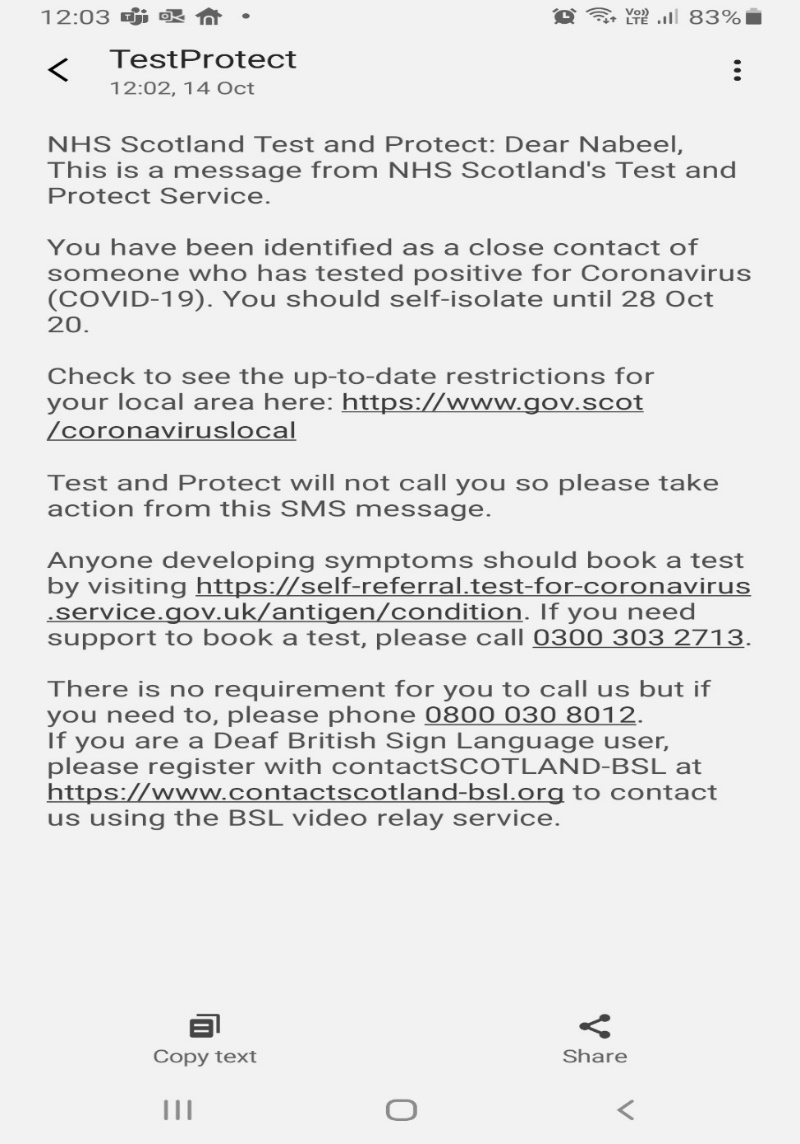 12:03
83%
TestProtect
12:02, 14 Oct
NHS Scotland Test and Protect: Dear Nabeel,
This is a message from NHS Scotland's Test and
Protect Service.
You have been identified as a close contact of
someone who has tested positive for Coronavirus
(COVID-19). You should self-isolate until 28 Oct
20.
Check to see the up-to-date restrictions for
your local area here: https://www.gov.scot
/coronaviruslocal
Test and Protect will not call you so please take
action from this SMS message.
Anyone developing symptoms should book a test
by visiting https://self-referral.test-for-coronavirus
.service.gov.uk/antigen/condition. If you need
support to book a test, please call 0300 303 2713.
There is no requirement for you to call us but if
you need to, please phone 0800 030 8012.
If you are a Deaf British Sign Language user,
please register with contactSCOTLAND-BSL at
https://www.contactscotland-bsl.org to contact
us using the BSL video relay service.
Copy text
Share